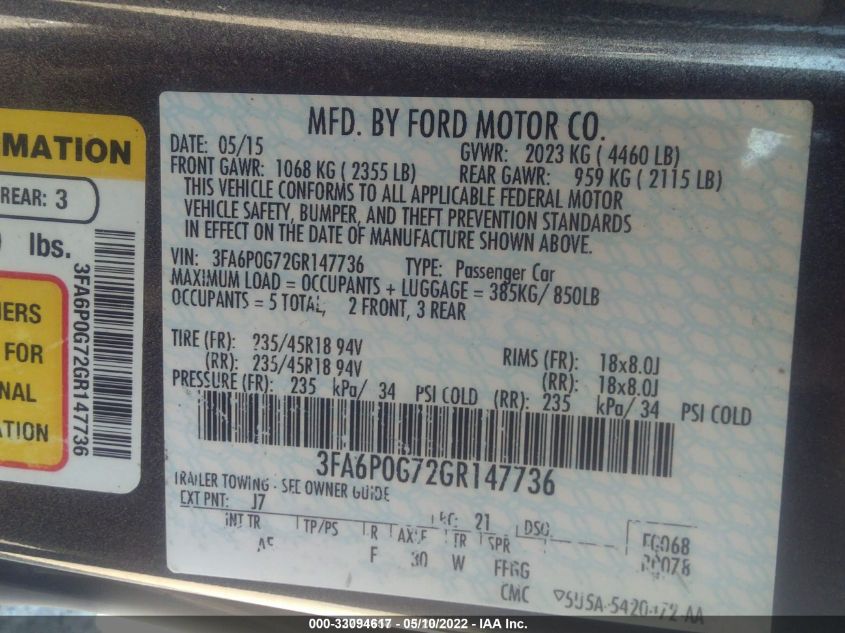 MFD. BY FORD MOTOR CO.
DATE: 05/15 GVWR: 2023 KG ( 4460 LB)
FRONT GAWR: 1068 KG ( 2355 LB) REAR GAWR: 959 KG ( 2115 LB)
THIS VEHICLE CONFORMS TO ALL APPLICABLE FEDERAL MOTOR
VEHICLE SAFETY, BUMPER, AND THEFT PREVENTION STANDARDS
IN EFFECT ON THE DATE OF MANUFACTURE SHOWN ABOVE.
VIN: 3FA6P0G72GR147736 TYPE: Passenger Car
MAXIMUM LOAD = OCCUPANTS + LUGGAGE = 385KG/ 850LB
OCCUPANTS = 5 TOTAL, 2 FRONT, 3 REAR
TIRE (FR): 235/45R18 94V RIMS (FR): 18x8.0J
(RR): 235/45R18 94V (RR): 18x8.0J
PRESSURE (FR): 235 kPa/ 34 PSI COLD (RR): 235 kPa/ 34 PSI COLD
3FA6P0G72GR147736
TRAILER TOWING - SEE OWNER GUIDE
EXT PNT: J7 RC: 21 DSO:
INT TR TP/PS R AXLE TR SPR
F 30 W FFGG
CMC
MATION
REAR: 3
lbs.
3FA6P0G72GR147736
ERS
FOR
NAL
ATION
000-33094617 - 05/10/2022 - IAA Inc.